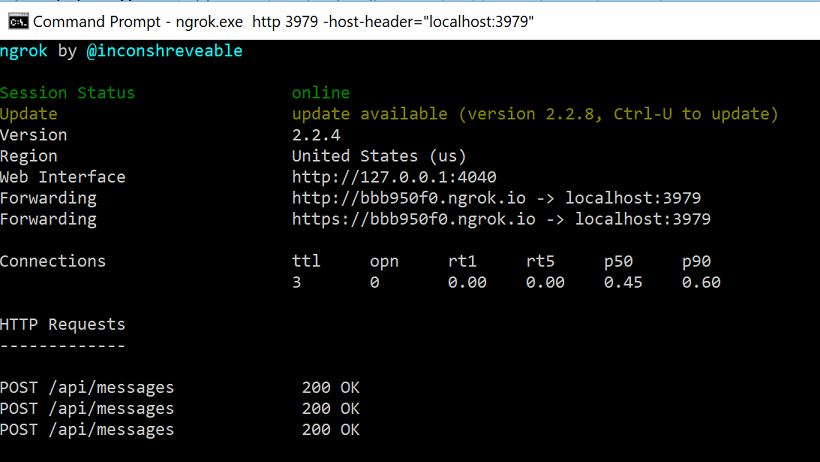 Command Prompt - ngrok.exe  http 3979 -host-header="localhost:3979"
ngrok by @inconshreveable
Session Status online
Update update available (version 2.2.8, Ctrl-U to update)
Version 2.2.4
Region United States (us)
Web Interface http://127.0.0.1:4040
Forwarding http://bbb950f0.ngrok.io -> localhost:3979
Forwarding https://bbb950f0.ngrok.io -> localhost:3979
Connections ttl opn rt1 rt5 p50 p90
3 0 0.00 0.00 0.45 0.60
HTTP Requests
-------------
POST /api/messages 200 OK
POST /api/messages 200 OK
POST /api/messages 200 OK